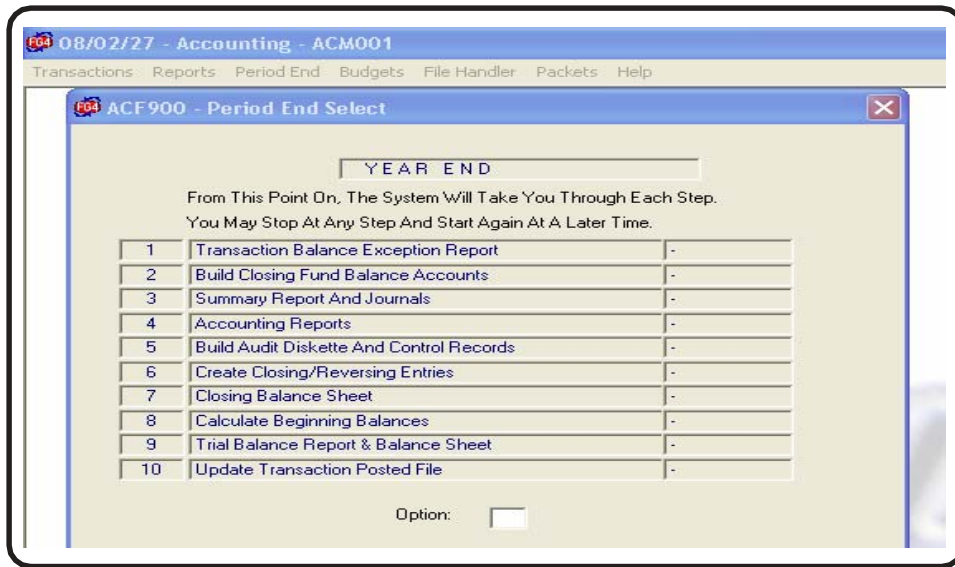 FG4 08/02/27 - Accounting - ACM001
Transactions Reports Period End Budgets File Handler Packets Help
FG4 ACF900 - Period End Select
YEAR END
From This Point On, The System Will Take You Through Each Step.
You May Stop At Any Step And Start Again At A Later Time.
1 Transaction Balance Exception Report -
2 Build Closing Fund Balance Accounts -
3 Summary Report And Journals -
4 Accounting Reports -
5 Build Audit Diskette And Control Records -
6 Create Closing/Reversing Entries -
7 Closing Balance Sheet -
8 Calculate Beginning Balances -
9 Trial Balance Report & Balance Sheet -
10 Update Transaction Posted File -
Option: